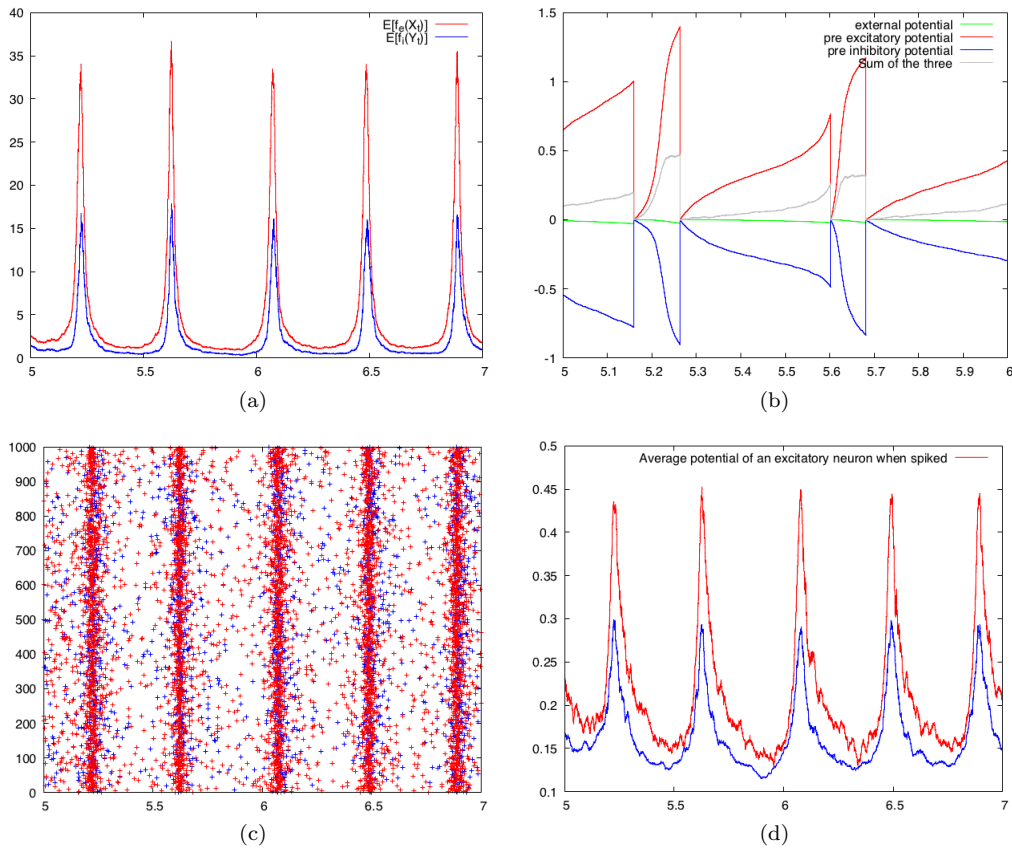 40
35
30
25
20
15
10
5
0
E[fe(Xt)]
E[fi(Yt)]
5 5.5 6 6.5 7
(a)
1.5
1
0.5
0
-0.5
-1
external potential
pre excitatory potential
pre inhibitory potential
Sum of the three
5 5.1 5.2 5.3 5.4 5.5 5.6 5.7 5.8 5.9 6
(b)
1000
900
800
700
600
500
400
300
200
100
0
5 5.5 6 6.5 7
(c)
0.5
0.45
0.4
0.35
0.3
0.25
0.2
0.15
0.1
Average potential of an excitatory neuron when spiked
5 5.5 6 6.5 7
(d)